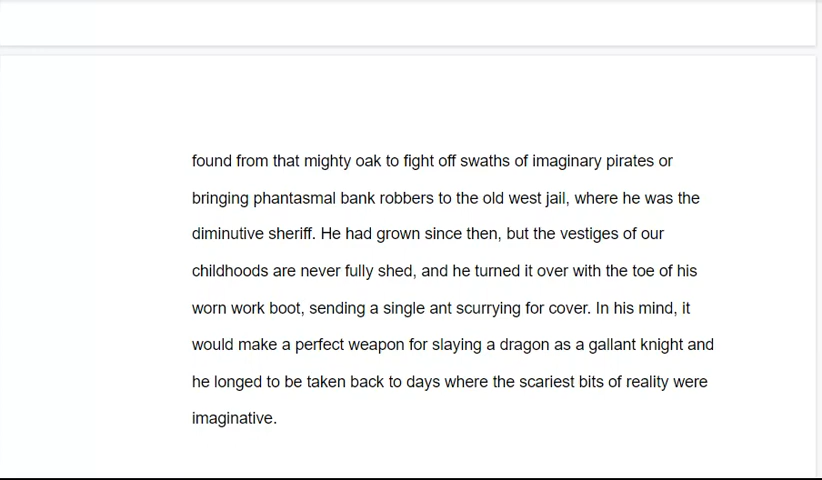 found from that mighty oak to fight off swaths of imaginary pirates or
bringing phantasmal bank robbers to the old west jail, where he was the
diminutive sheriff. He had grown since then, but the vestiges of our
childhoods are never fully shed, and he turned it over with the toe of his
worn work boot, sending a single ant scurrying for cover. In his mind, it
would make a perfect weapon for slaying a dragon as a gallant knight and
he longed to be taken back to days where the scariest bits of reality were
imaginative.